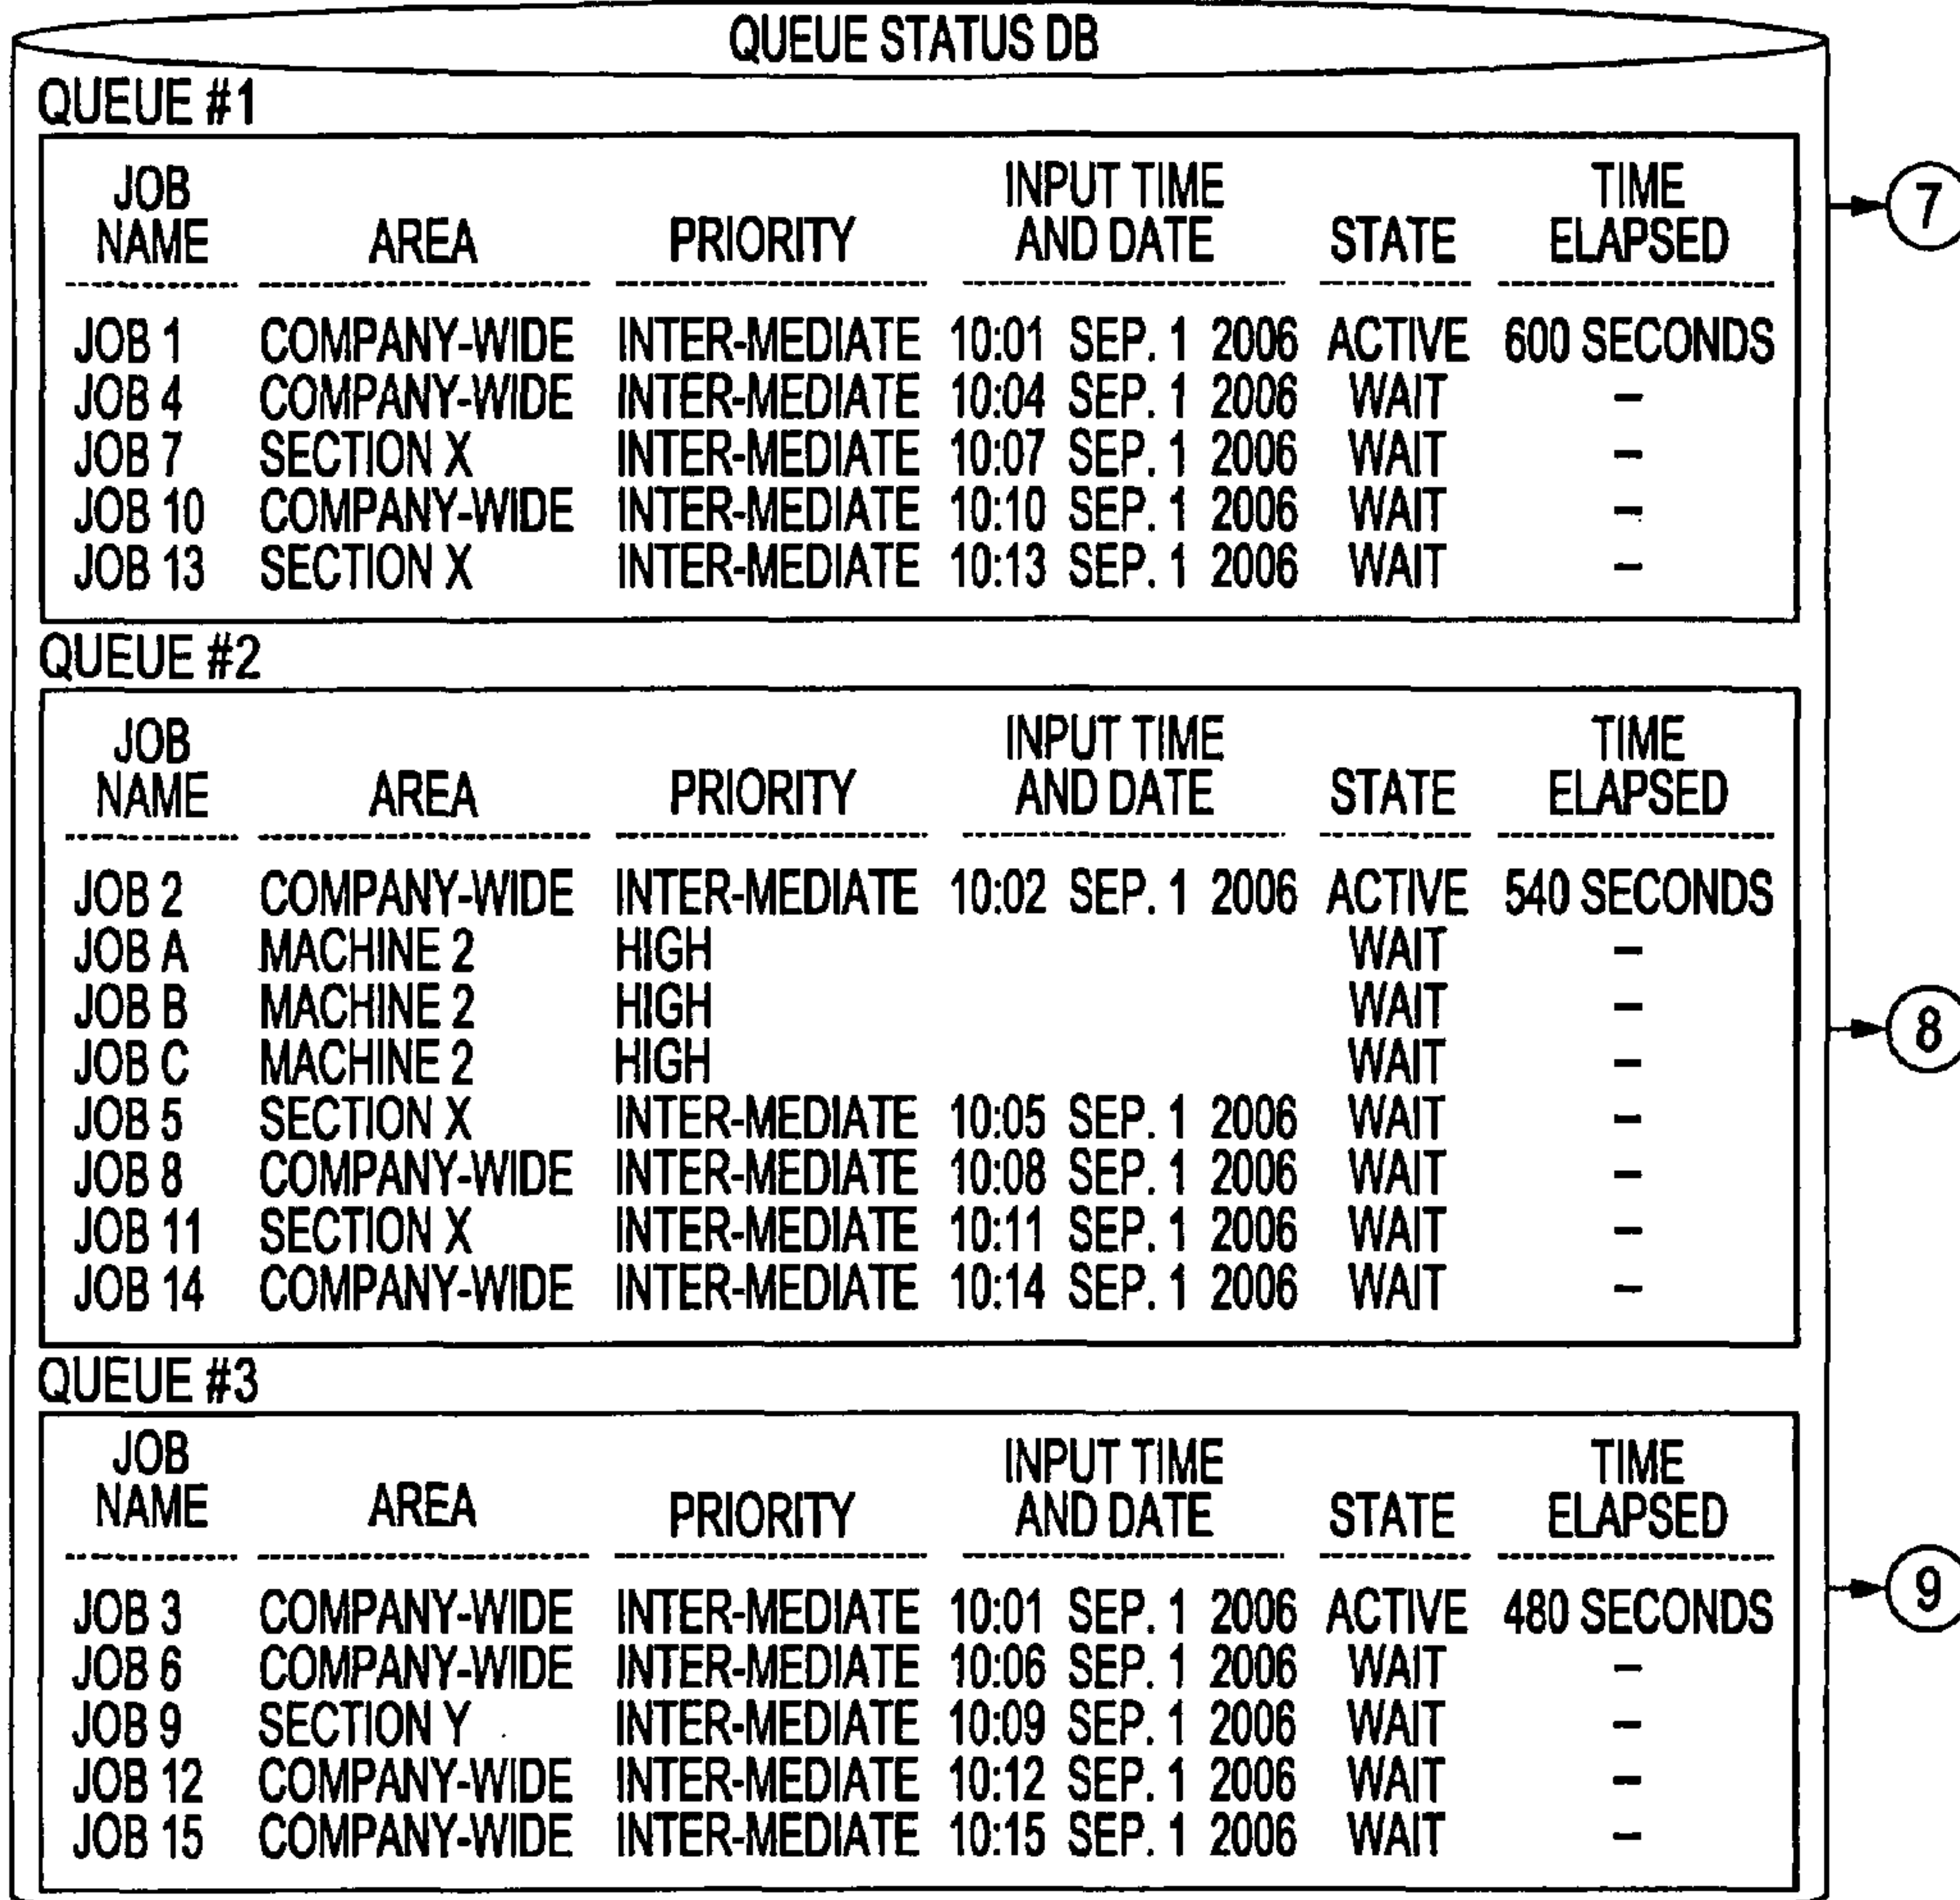 QUEUE STATUS DB
QUEUE #1
JOB NAME AREA PRIORITY INPUT TIME AND DATE STATE TIME ELAPSED
JOB 1 COMPANY-WIDE INTER-MEDIATE 10:01 SEP. 1 2006 ACTIVE 600 SECONDS
JOB 4 COMPANY-WIDE INTER-MEDIATE 10:04 SEP. 1 2006 WAIT –
JOB 7 SECTION X INTER-MEDIATE 10:07 SEP. 1 2006 WAIT –
JOB 10 COMPANY-WIDE INTER-MEDIATE 10:10 SEP. 1 2006 WAIT –
JOB 13 SECTION X INTER-MEDIATE 10:13 SEP. 1 2006 WAIT –
7
QUEUE #2
JOB NAME AREA PRIORITY INPUT TIME AND DATE STATE TIME ELAPSED
JOB 2 COMPANY-WIDE INTER-MEDIATE 10:02 SEP. 1 2006 ACTIVE 540 SECONDS
JOB A MACHINE 2 HIGH WAIT –
JOB B MACHINE 2 HIGH WAIT –
JOB C MACHINE 2 HIGH WAIT –
JOB 5 SECTION X INTER-MEDIATE 10:05 SEP. 1 2006 WAIT –
JOB 8 COMPANY-WIDE INTER-MEDIATE 10:08 SEP. 1 2006 WAIT –
JOB 11 SECTION X INTER-MEDIATE 10:11 SEP. 1 2006 WAIT –
JOB 14 COMPANY-WIDE INTER-MEDIATE 10:14 SEP. 1 2006 WAIT –
8
QUEUE #3
JOB NAME AREA PRIORITY INPUT TIME AND DATE STATE TIME ELAPSED
JOB 3 COMPANY-WIDE INTER-MEDIATE 10:01 SEP. 1 2006 ACTIVE 480 SECONDS
JOB 6 COMPANY-WIDE INTER-MEDIATE 10:06 SEP. 1 2006 WAIT –
JOB 9 SECTION Y INTER-MEDIATE 10:09 SEP. 1 2006 WAIT –
JOB 12 COMPANY-WIDE INTER-MEDIATE 10:12 SEP. 1 2006 WAIT –
JOB 15 COMPANY-WIDE INTER-MEDIATE 10:15 SEP. 1 2006 WAIT –
9